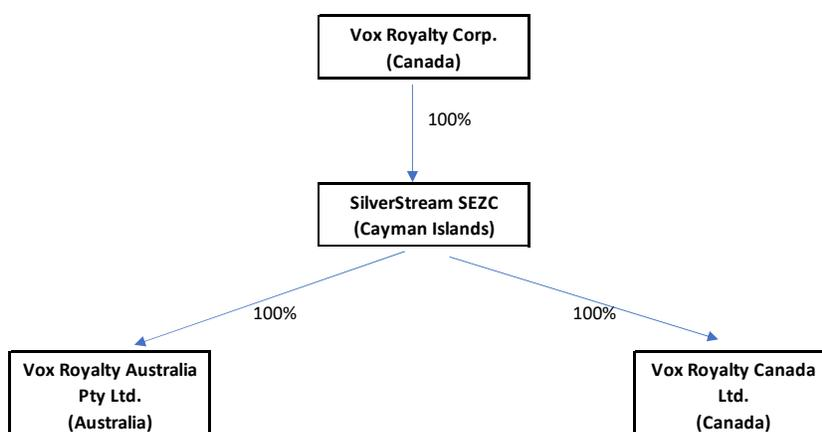 Vox Royalty Corp.
(Canada)
100%
SilverStream SEZC
(Cayman Islands)
100%
100%
Vox Royalty Australia
Pty Ltd.
(Australia)
Vox Royalty Canada
Ltd.
(Canada)